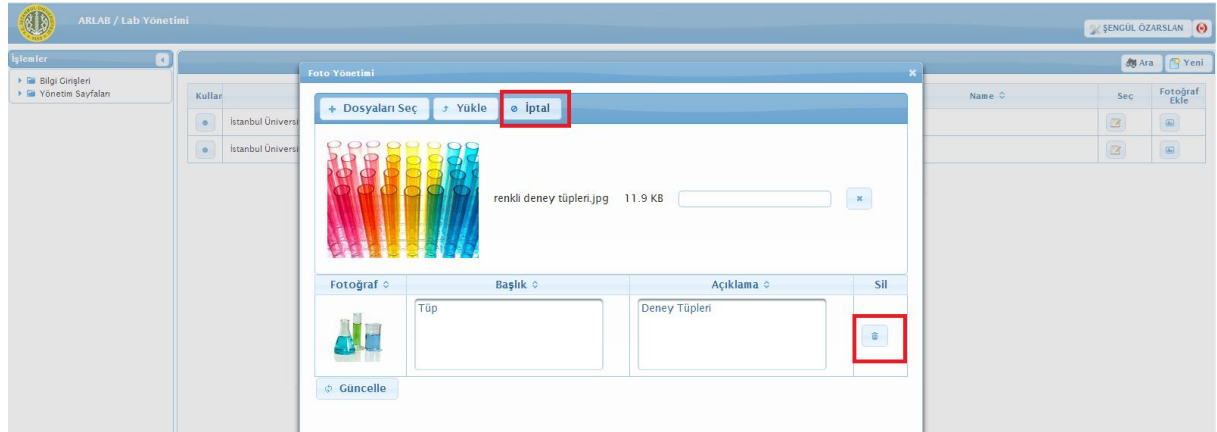 ARLAB / Lab Yönetimi
ŞENGÜL ÖZARSLAN
İşlemler
Ara Yeni
Bilgi Girişleri
Yönetim Sayfaları
Foto Yönetimi
Kullar Name Seç Fotoğraf Ekle
Dosyaları Seç Yükle İptal
İstanbul Üniversi
İstanbul Üniversi
renkli deney tüpleri.jpg 11.9 KB
Fotoğraf Başlık Açıklama Sil
Tüp Deney Tüpleri
Güncelle